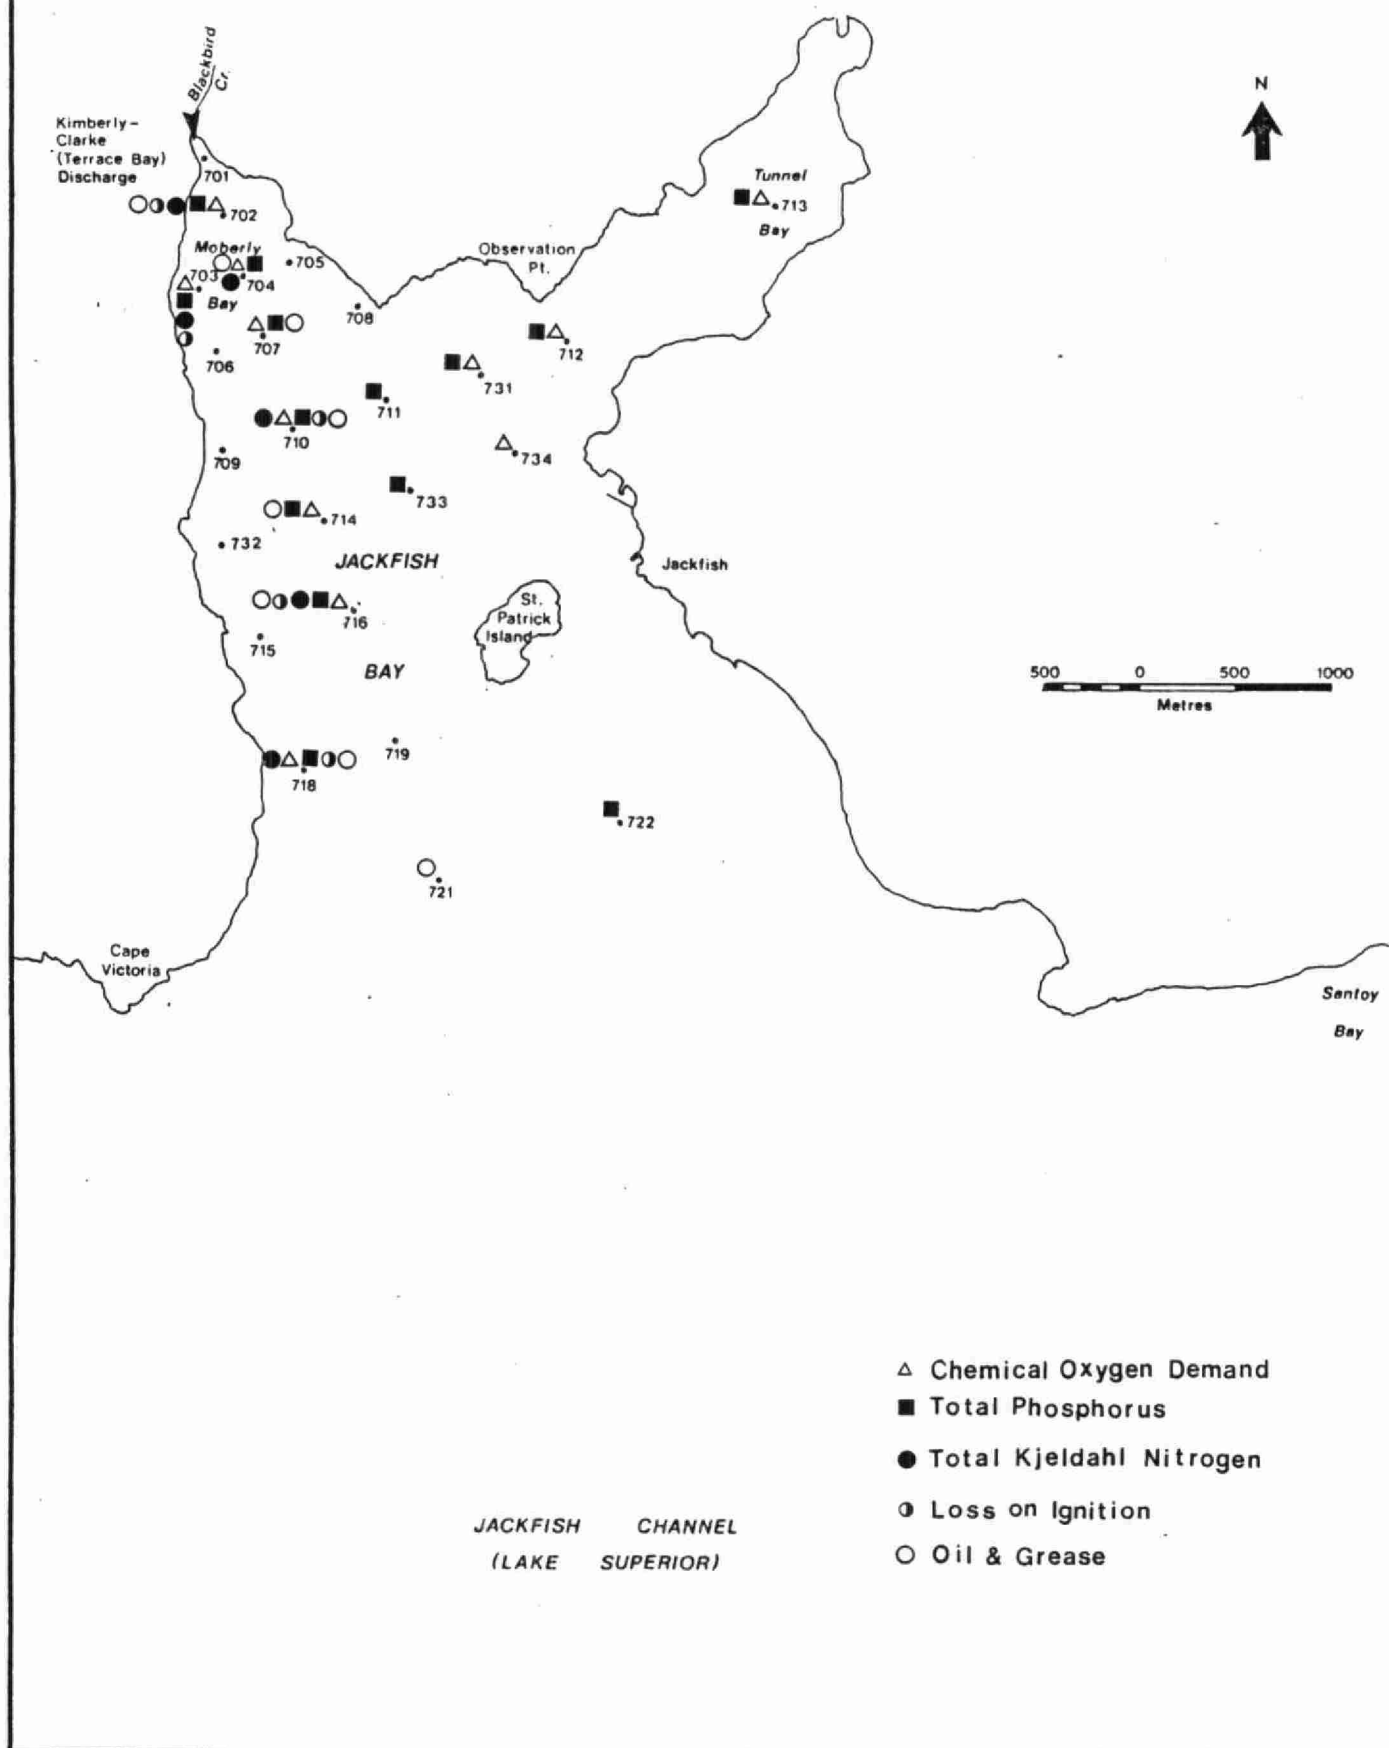 Blackbird
Cr.
N
Kimberly-
Clarke
(Terrace Bay)
Discharge
701
Tunnel
713
Bay
702
Moberly
705
Observation
Pt.
703
704
Bay
708
707
712
706
731
711
710
734
709
733
714
732
JACKFISH
Jackfish
St.
Patrick
Island
716
715
BAY
500 0 500 1000
Metres
719
718
722
721
Cape
Victoria
Santoy
Bay
Chemical Oxygen Demand
Total Phosphorus
Total Kjeldahl Nitrogen
Loss on Ignition
Oil & Grease
JACKFISH CHANNEL
(LAKE SUPERIOR)